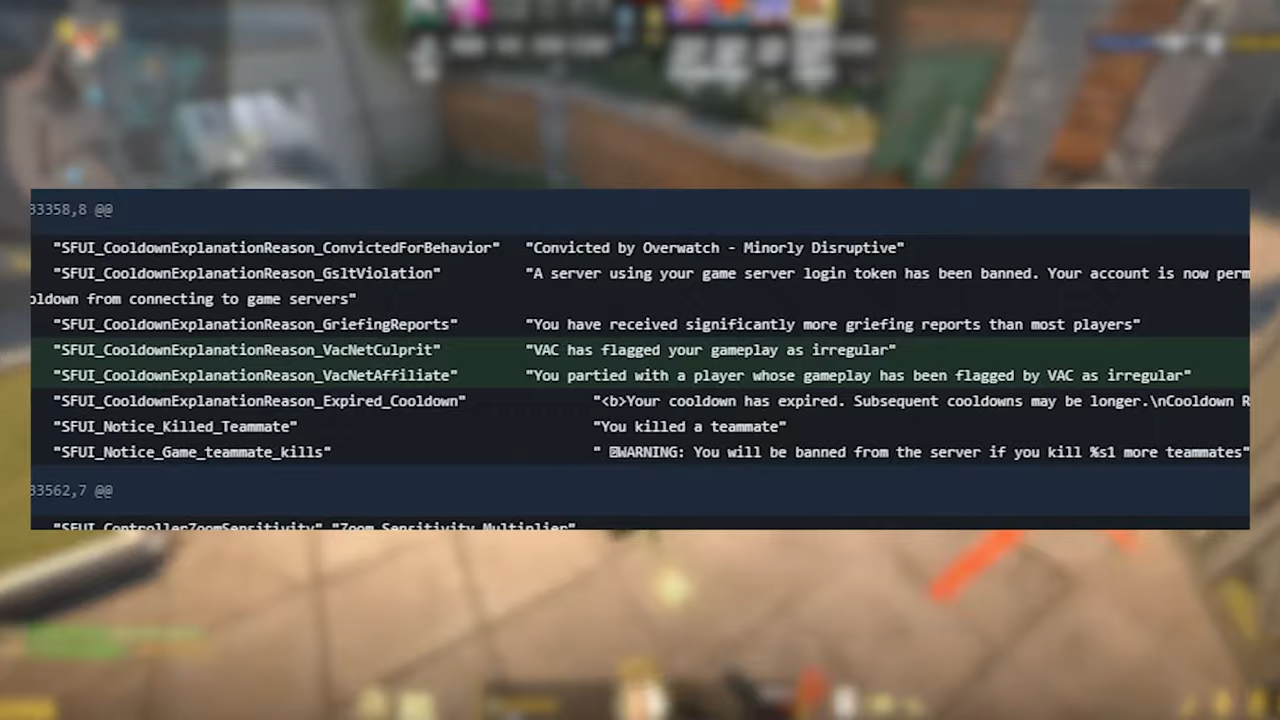 33358,8 @@
"SFUI_CooldownExplanationReason_ConvictedForBehavior" "Convicted by Overwatch - Minorly Disruptive"
"SFUI_CooldownExplanationReason_GsltViolation" "A server using your game server login token has been banned. Your account is now perm
oldown from connecting to game servers"
"SFUI_CooldownExplanationReason_GriefingReports" "You have received significantly more griefing reports than most players"
"SFUI_CooldownExplanationReason_VacNetCulprit" "VAC has flagged your gameplay as irregular"
"SFUI_CooldownExplanationReason_VacNetAffiliate" "You partied with a player whose gameplay has been flagged by VAC as irregular"
"SFUI_CooldownExplanationReason_Expired_Cooldown" "<b>Your cooldown has expired. Subsequent cooldowns may be longer.\nCooldown R
"SFUI_Notice_Killed_Teammate" "You killed a teammate"
"SFUI_Notice_Game_teammate_kills" " WARNING: You will be banned from the server if you kill %s1 more teammates"
33562,7 @@
"SFUI_ControllerZoomSensitivity" "Zoom Sensitivity Multiplier"